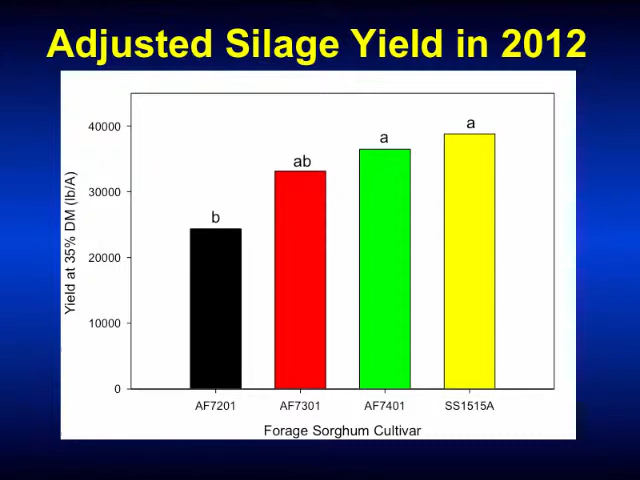 Adjusted Silage Yield in 2012
Yield at 35% DM (lb/A)
40000
30000
20000
10000
0
b
ab
a
a
AF7201 AF7301 AF7401 SS1515A
Forage Sorghum Cultivar